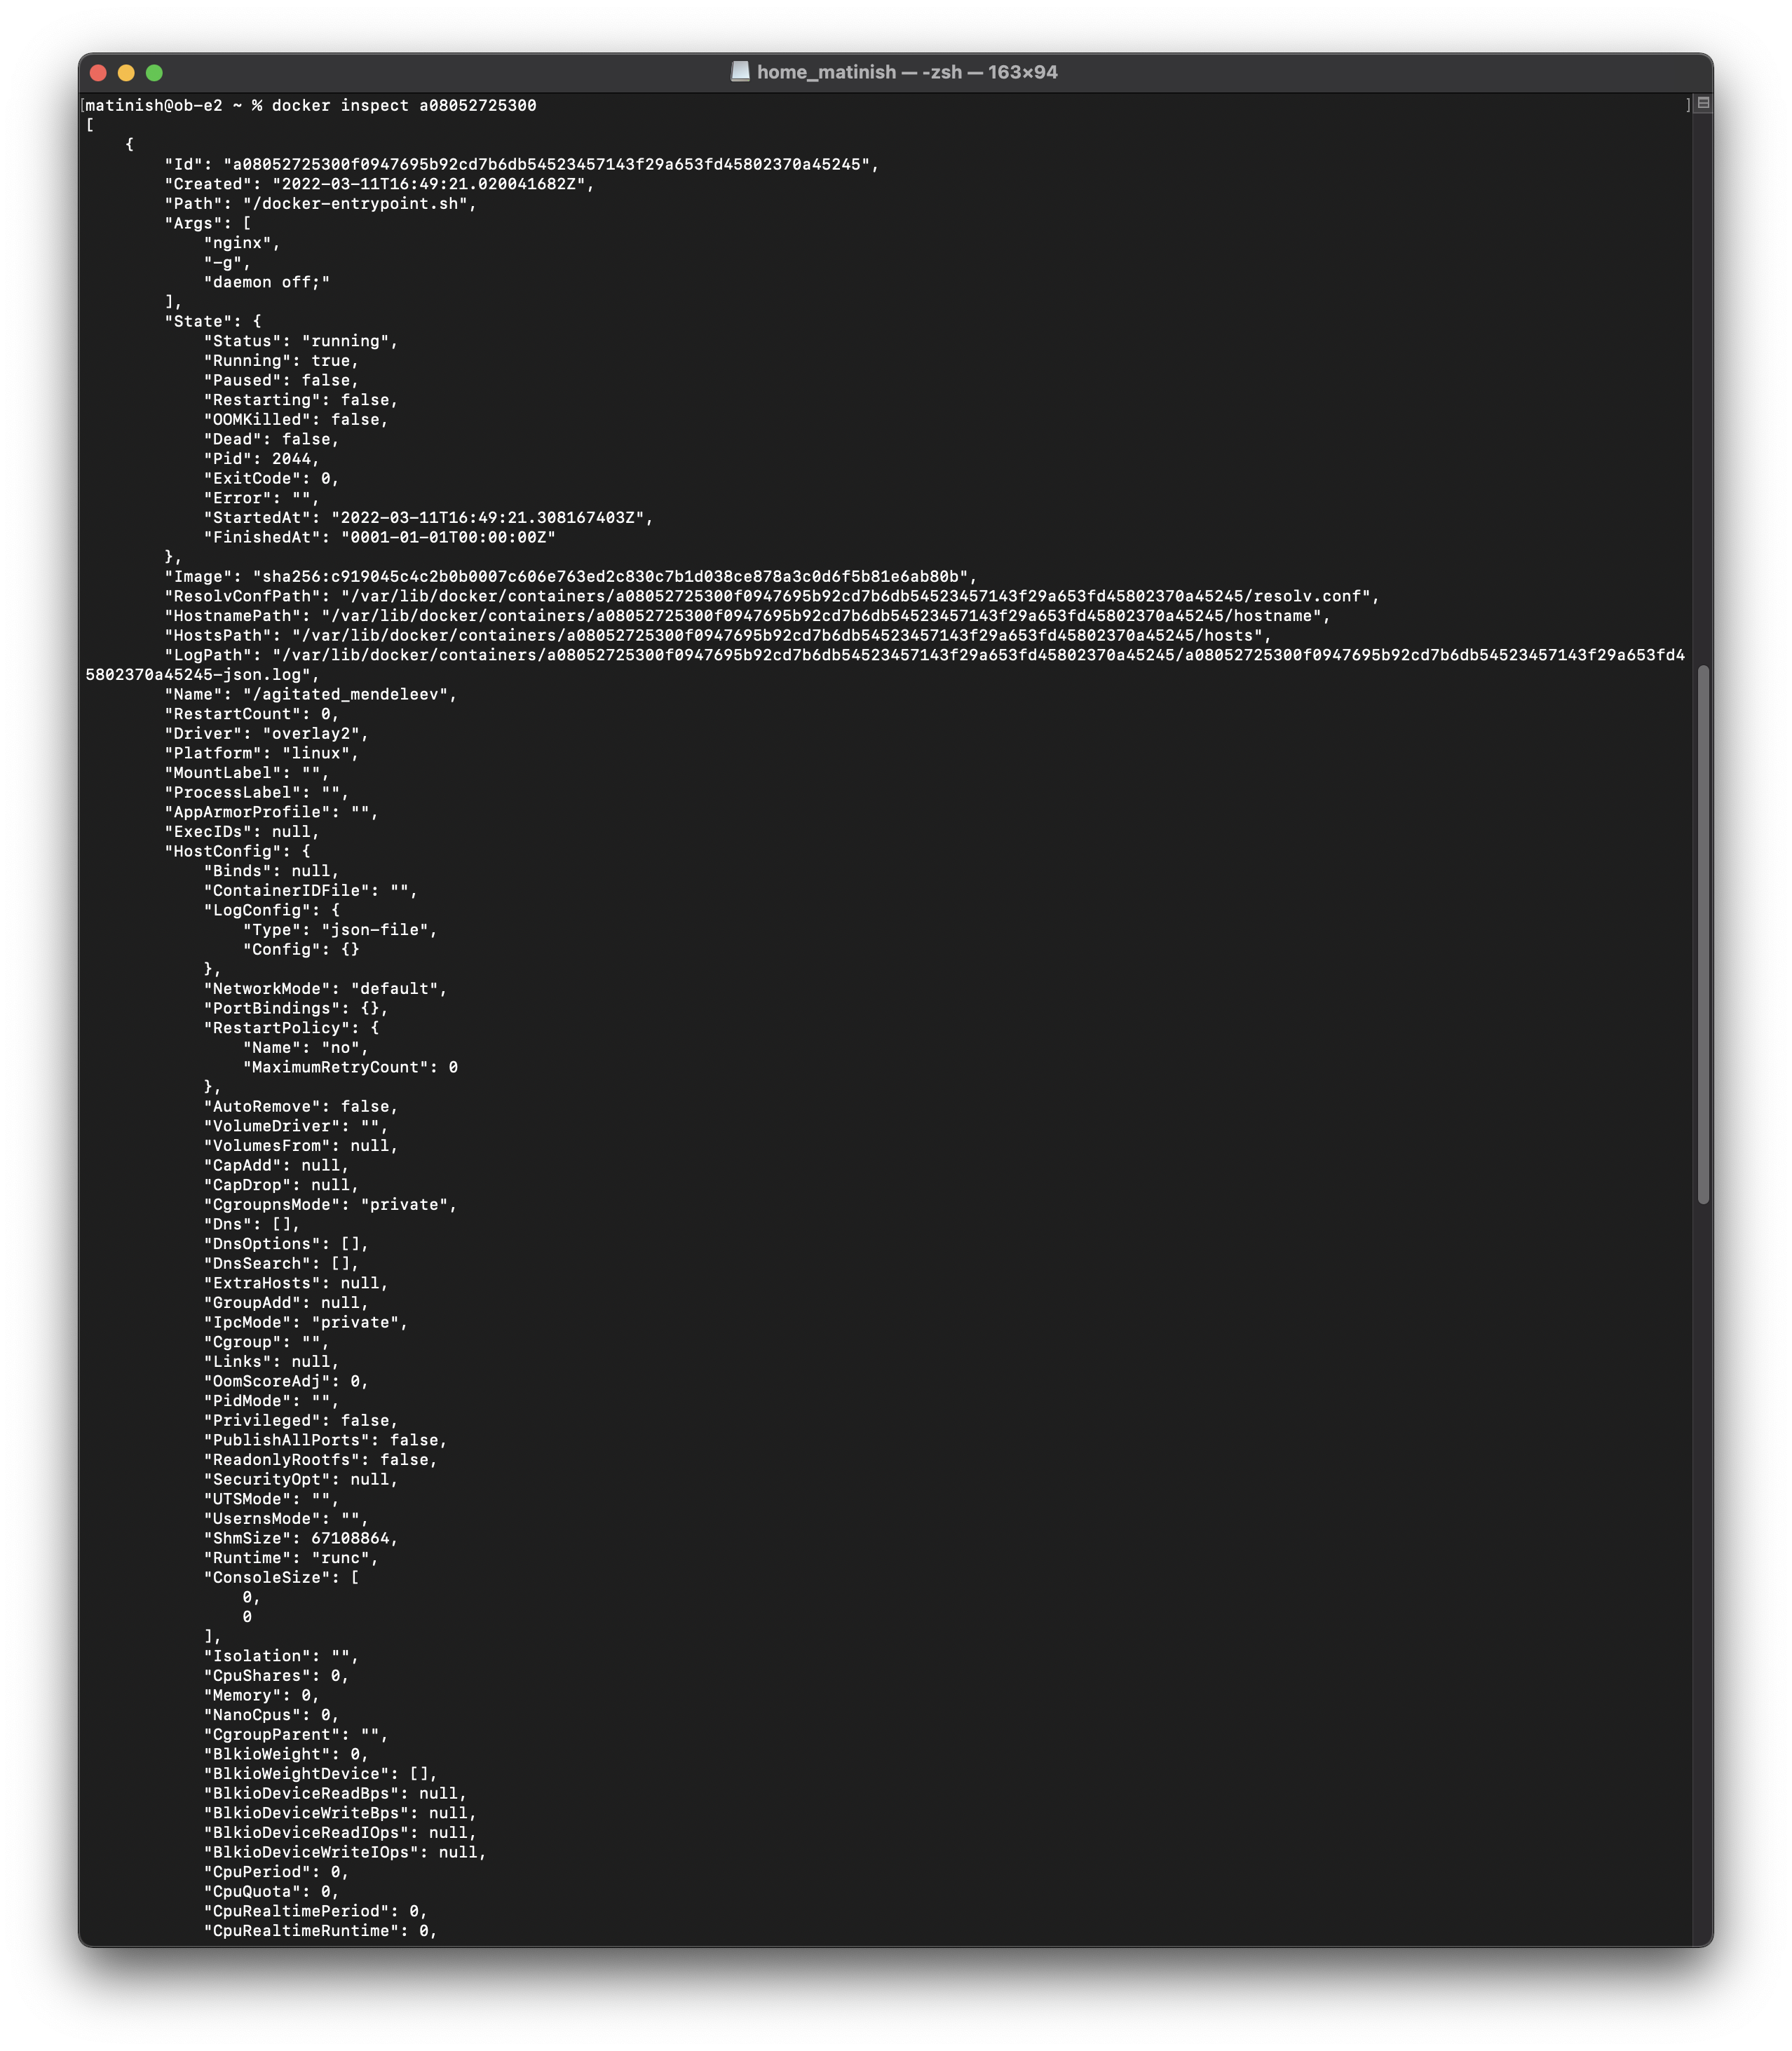 home_matinish — -zsh — 163×94
[matinish@ob-e2 ~ % docker inspect a08052725300 ]
[
    {
        "Id": "a08052725300f0947695b92cd7b6db54523457143f29a653fd45802370a45245",
        "Created": "2022-03-11T16:49:21.020041682Z",
        "Path": "/docker-entrypoint.sh",
        "Args": [
            "nginx",
            "-g",
            "daemon off;"
        ],
        "State": {
            "Status": "running",
            "Running": true,
            "Paused": false,
            "Restarting": false,
            "OOMKilled": false,
            "Dead": false,
            "Pid": 2044,
            "ExitCode": 0,
            "Error": "",
            "StartedAt": "2022-03-11T16:49:21.308167403Z",
            "FinishedAt": "0001-01-01T00:00:00Z"
        },
        "Image": "sha256:c919045c4c2b0b0007c606e763ed2c830c7b1d038ce878a3c0d6f5b81e6ab80b",
        "ResolvConfPath": "/var/lib/docker/containers/a08052725300f0947695b92cd7b6db54523457143f29a653fd45802370a45245/resolv.conf",
        "HostnamePath": "/var/lib/docker/containers/a08052725300f0947695b92cd7b6db54523457143f29a653fd45802370a45245/hostname",
        "HostsPath": "/var/lib/docker/containers/a08052725300f0947695b92cd7b6db54523457143f29a653fd45802370a45245/hosts",
        "LogPath": "/var/lib/docker/containers/a08052725300f0947695b92cd7b6db54523457143f29a653fd45802370a45245/a08052725300f0947695b92cd7b6db54523457143f29a653fd4
5802370a45245-json.log",
        "Name": "/agitated_mendeleev",
        "RestartCount": 0,
        "Driver": "overlay2",
        "Platform": "linux",
        "MountLabel": "",
        "ProcessLabel": "",
        "AppArmorProfile": "",
        "ExecIDs": null,
        "HostConfig": {
            "Binds": null,
            "ContainerIDFile": "",
            "LogConfig": {
                "Type": "json-file",
                "Config": {}
            },
            "NetworkMode": "default",
            "PortBindings": {},
            "RestartPolicy": {
                "Name": "no",
                "MaximumRetryCount": 0
            },
            "AutoRemove": false,
            "VolumeDriver": "",
            "VolumesFrom": null,
            "CapAdd": null,
            "CapDrop": null,
            "CgroupnsMode": "private",
            "Dns": [],
            "DnsOptions": [],
            "DnsSearch": [],
            "ExtraHosts": null,
            "GroupAdd": null,
            "IpcMode": "private",
            "Cgroup": "",
            "Links": null,
            "OomScoreAdj": 0,
            "PidMode": "",
            "Privileged": false,
            "PublishAllPorts": false,
            "ReadonlyRootfs": false,
            "SecurityOpt": null,
            "UTSMode": "",
            "UsernsMode": "",
            "ShmSize": 67108864,
            "Runtime": "runc",
            "ConsoleSize": [
                0,
                0
            ],
            "Isolation": "",
            "CpuShares": 0,
            "Memory": 0,
            "NanoCpus": 0,
            "CgroupParent": "",
            "BlkioWeight": 0,
            "BlkioWeightDevice": [],
            "BlkioDeviceReadBps": null,
            "BlkioDeviceWriteBps": null,
            "BlkioDeviceReadIOps": null,
            "BlkioDeviceWriteIOps": null,
            "CpuPeriod": 0,
            "CpuQuota": 0,
            "CpuRealtimePeriod": 0,
            "CpuRealtimeRuntime": 0,